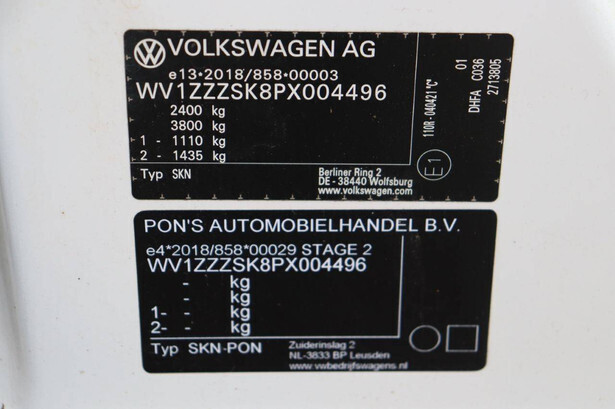 VOLKSWAGEN AG
e13*2018/858*00003
WV1ZZZSK8PX004496
2400 kg
3800 kg
1 - 1110 kg
2 - 1435 kg
Typ SKN
Berliner Ring 2
DE - 38440 Wolfsburg
www.volkswagen.com
110R - 040421 *C*
E1
01
DHFA C036
2713805
PON'S AUTOMOBIELHANDEL B.V.
e4*2018/858*00029 STAGE 2
WV1ZZZSK8PX004496
- kg
- kg
1- - kg
2- - kg
Typ SKN-PON
Zuiderinslag 2
NL-3833 BP Leusden
www.vwbedrijfswagens.nl